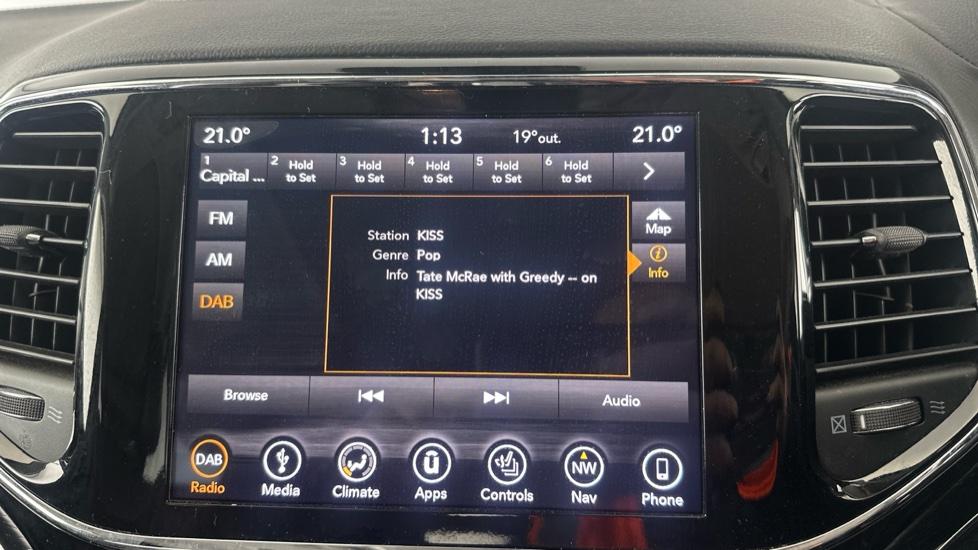 21.0° 1:13 19°out. 21.0°
1 2 Hold 3 Hold 4 Hold 5 Hold 6 Hold
Capital ... to Set to Set to Set to Set to Set
FM
Map
Station KISS
Genre Pop
AM
Info
Info Tate McRae with Greedy -- on
KISS
DAB
Browse Audio
DAB NW
Radio Media Climate Apps Controls Nav Phone